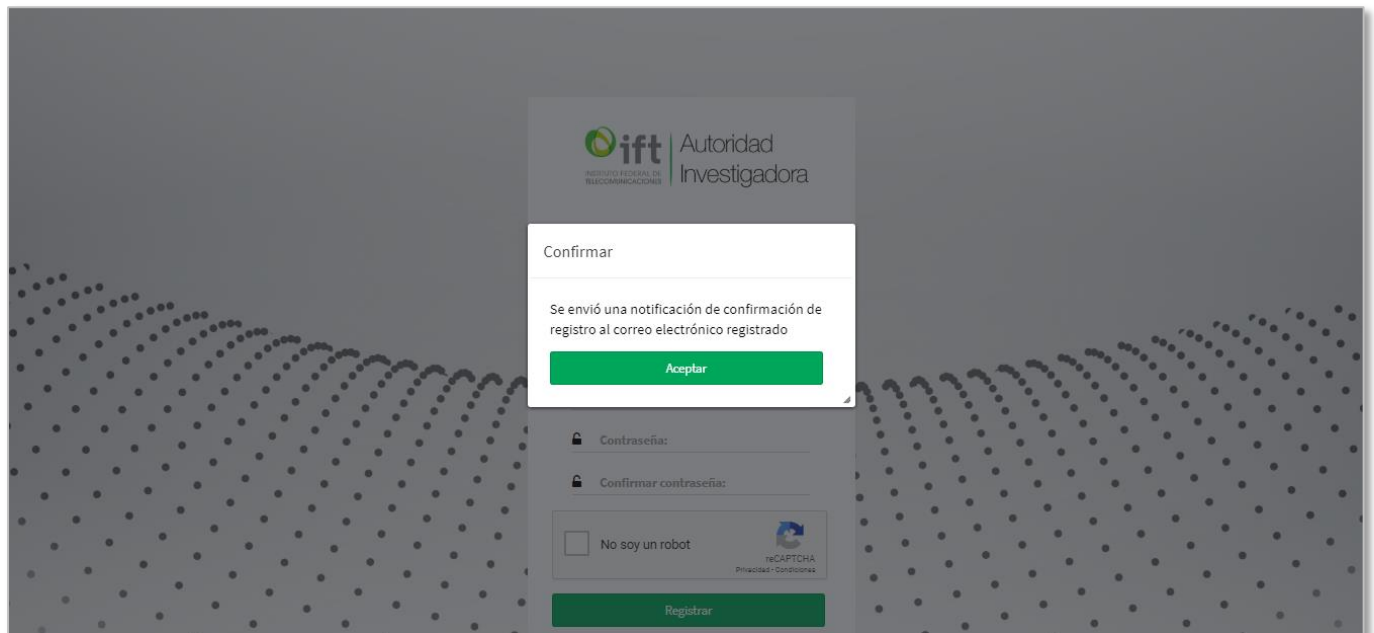 ift
INSTITUTO FEDERAL DE
TELECOMUNICACIONES
Autoridad
Investigadora
Confirmar
Se envió una notificación de confirmación de
registro al correo electrónico registrado
Aceptar
Contraseña:
Confirmar contraseña:
No soy un robot
reCAPTCHA
Privacidad - Condiciones
Registrar